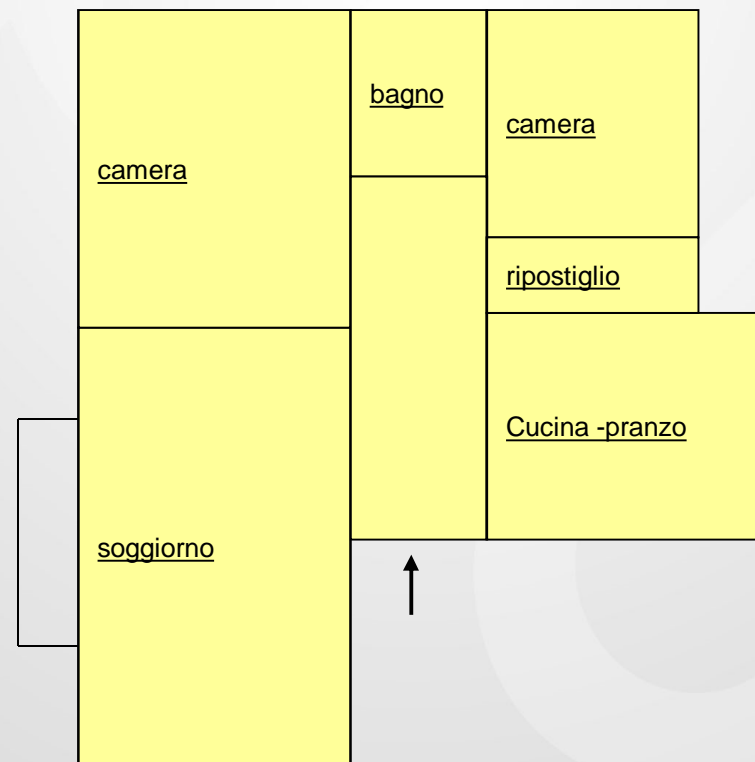 bagno
camera
camera
ripostiglio
Cucina -pranzo
soggiorno